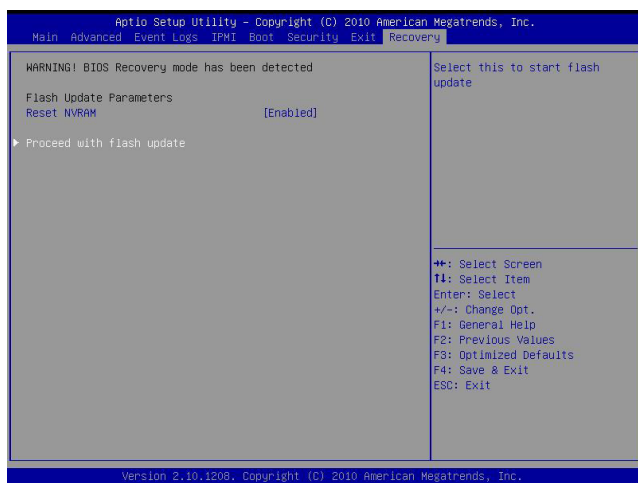 Aptio Setup Utility – Copyright (C) 2010 American Megatrends, Inc.
Main Advanced Event Logs IPMI Boot Security Exit Recovery
WARNING! BIOS Recovery mode has been detected
Flash Update Parameters
Reset NVRAM [Enabled]
Proceed with flash update
Select this to start flash
update
→←: Select Screen
↑↓: Select Item
Enter: Select
+/-: Change Opt.
F1: General Help
F2: Previous Values
F3: Optimized Defaults
F4: Save & Exit
ESC: Exit
Version 2.10.1208. Copyright (C) 2010 American Megatrends, Inc.